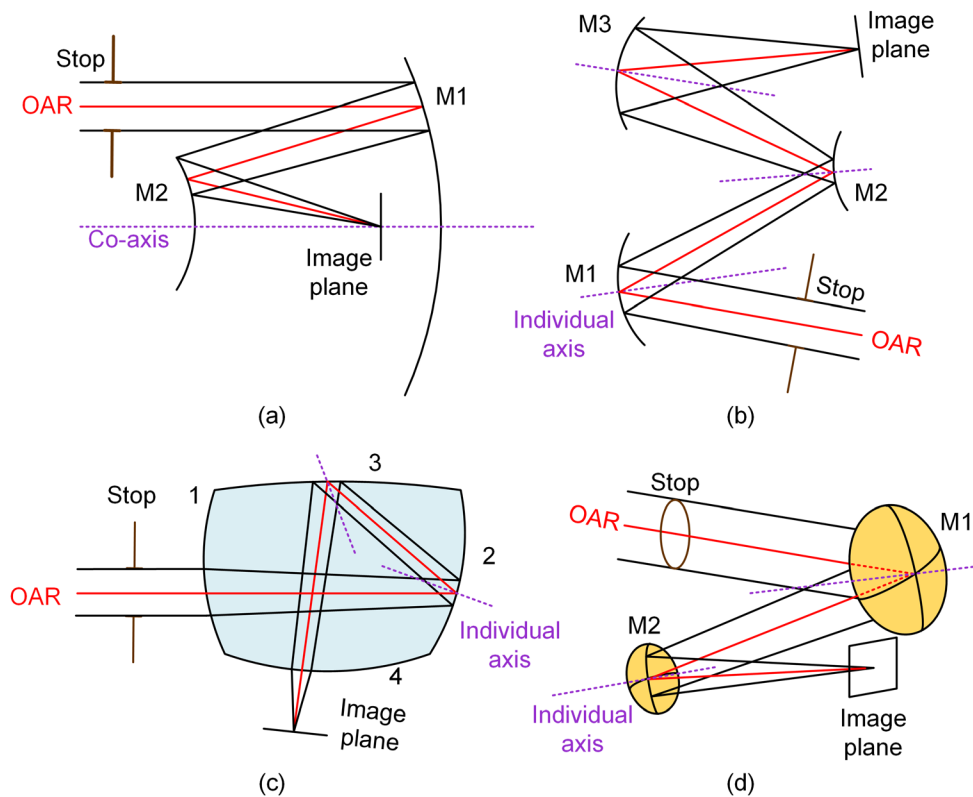 Stop
OAR
M1
M2
Co-axis
Image
plane
(a)
M3
Image
plane
M2
M1
Stop
Individual
axis
OAR
(b)
3
1
Stop
2
OAR
Individual
axis
4
Image
plane
(c)
Stop
OAR
M1
M2
Individual
axis
Image
plane
(d)